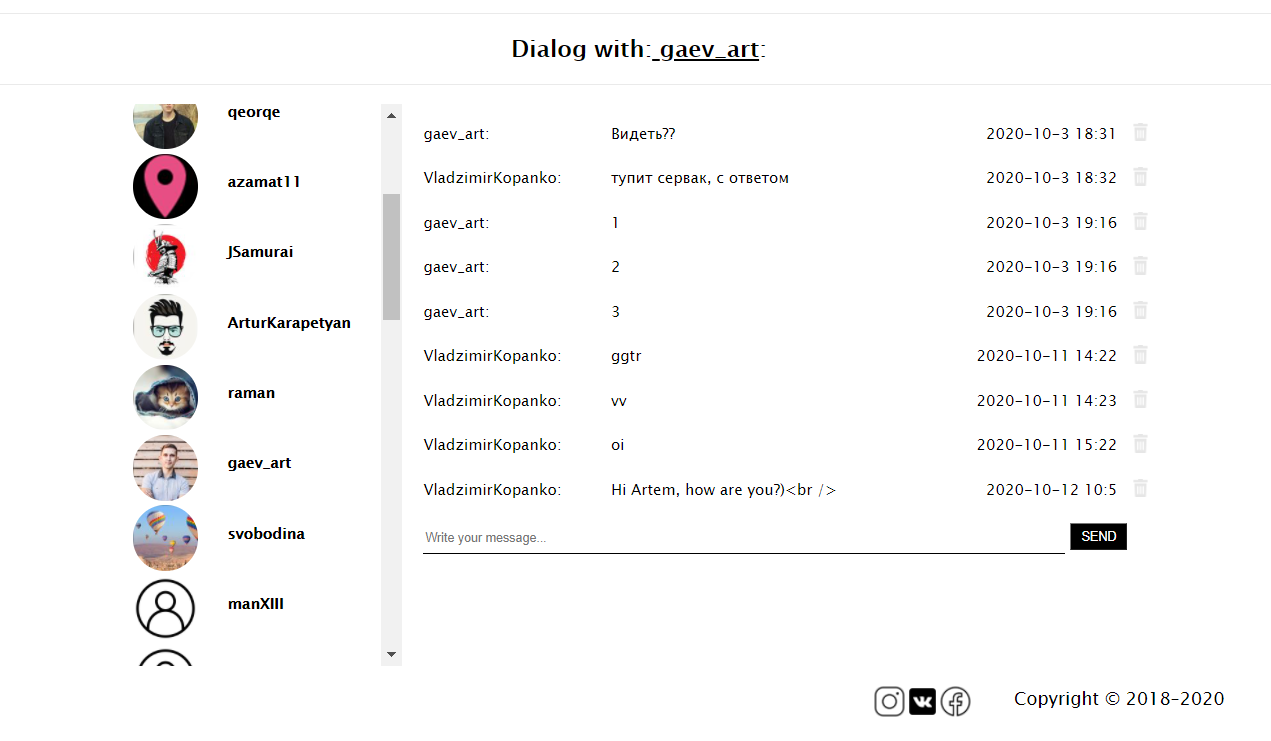 Dialog with: gaev_art:
qeorqe
azamat11
JSamurai
ArturKarapetyan
raman
gaev_art
svobodina
manXIII
gaev_art: Видеть?? 2020-10-3 18:31
VladzimirKopanko: тупит сервак, с ответом 2020-10-3 18:32
gaev_art: 1 2020-10-3 19:16
gaev_art: 2 2020-10-3 19:16
gaev_art: 3 2020-10-3 19:16
VladzimirKopanko: ggtr 2020-10-11 14:22
VladzimirKopanko: vv 2020-10-11 14:23
VladzimirKopanko: oi 2020-10-11 15:22
VladzimirKopanko: Hi Artem, how are you?)<br /> 2020-10-12 10:5
Write your message... SEND
Copyright © 2018-2020